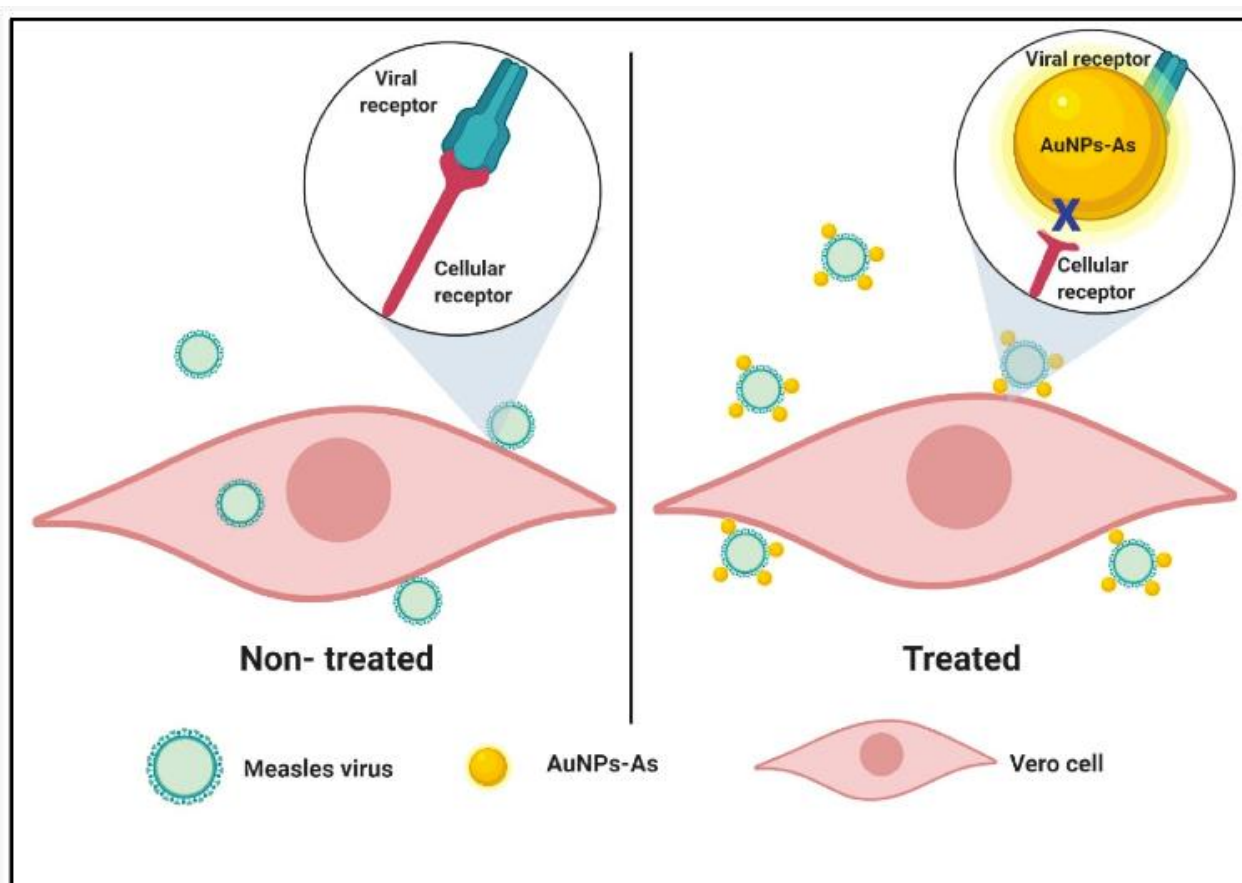 Viral
receptor
Cellular
receptor
Viral receptor
AuNPs-As
X
Cellular
receptor
Non- treated
Treated
Measles virus
AuNPs-As
Vero cell